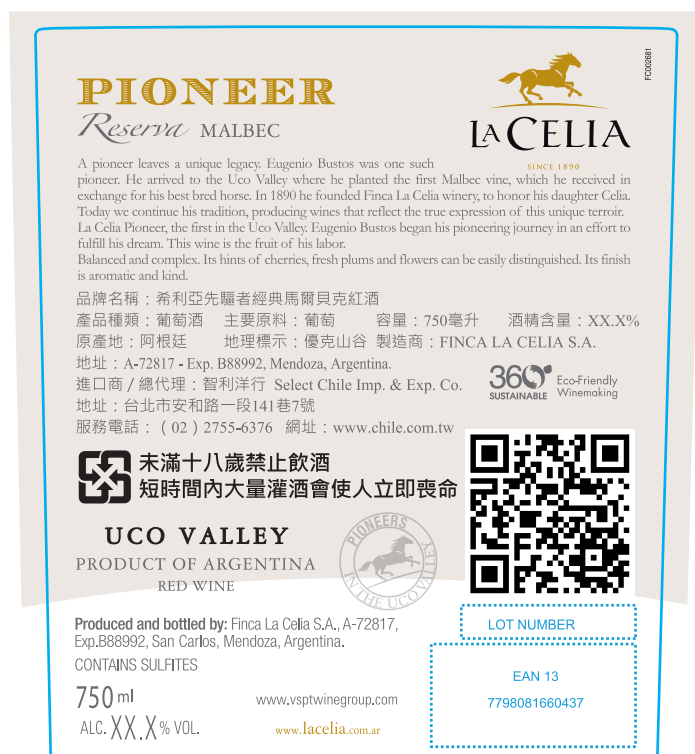 PIONEER
Reserva MALBEC
LA CELIA
SINCE 1890
FC002681
A pioneer leaves a unique legacy. Eugenio Bustos was one such
pioneer. He arrived to the Uco Valley where he planted the first Malbec vine, which he received in
exchange for his best bred horse. In 1890 he founded Finca La Celia winery, to honor his daughter Celia.
Today we continue his tradition, producing wines that reflect the true expression of this unique terroir.
La Celia Pioneer, the first in the Uco Valley. Eugenio Bustos began his pioneering journey in an effort to
fulfill his dream. This wine is the fruit of his labor.
Balanced and complex. Its hints of cherries, fresh plums and flowers can be easily distinguished. Its finish
is aromatic and kind.
品牌名稱：希利亞先驅者經典馬爾貝克紅酒
產品種類：葡萄酒 主要原料：葡萄 容量：750毫升 酒精含量：XX.X%
原產地：阿根廷 地理標示：優克山谷 製造商：FINCA LA CELIA S.A.
地址：A-72817 - Exp. B88992, Mendoza, Argentina.
進口商 / 總代理：智利洋行 Select Chile Imp. & Exp. Co.
地址：台北市安和路一段141巷7號
服務電話：（02）2755-6376 網址：www.chile.com.tw
360° SUSTAINABLE
Eco-Friendly
Winemaking
未滿十八歲禁止飲酒
短時間內大量灌酒會使人立即喪命
UCO VALLEY
PRODUCT OF ARGENTINA
RED WINE
PIONEERS
IN THE UCO VALLEY
Produced and bottled by: Finca La Celia S.A., A-72817,
Exp.B88992, San Carlos, Mendoza, Argentina.
CONTAINS SULFITES
750 ml
www.vsptwinegroup.com
ALC. XX.X % VOL.
www.lacelia.com.ar
LOT NUMBER
EAN 13
7798081660437